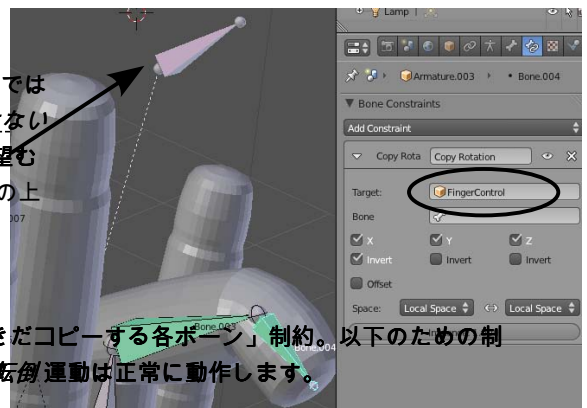 Lamp
では
ない
望む
の上
007
Armature.003
Bone.004
Bone Constraints
Add Constraint
Copy Rota
Copy Rotation
Target:
FingerControl
Bone
X
Y
Z
Invert
Invert
Invert
Offset
Space:
Local Space
Local Space
Bone.003
Bone.004
きだコピーする各ボーン」制約。以下のための制
転倒 運動は正常に動作します。